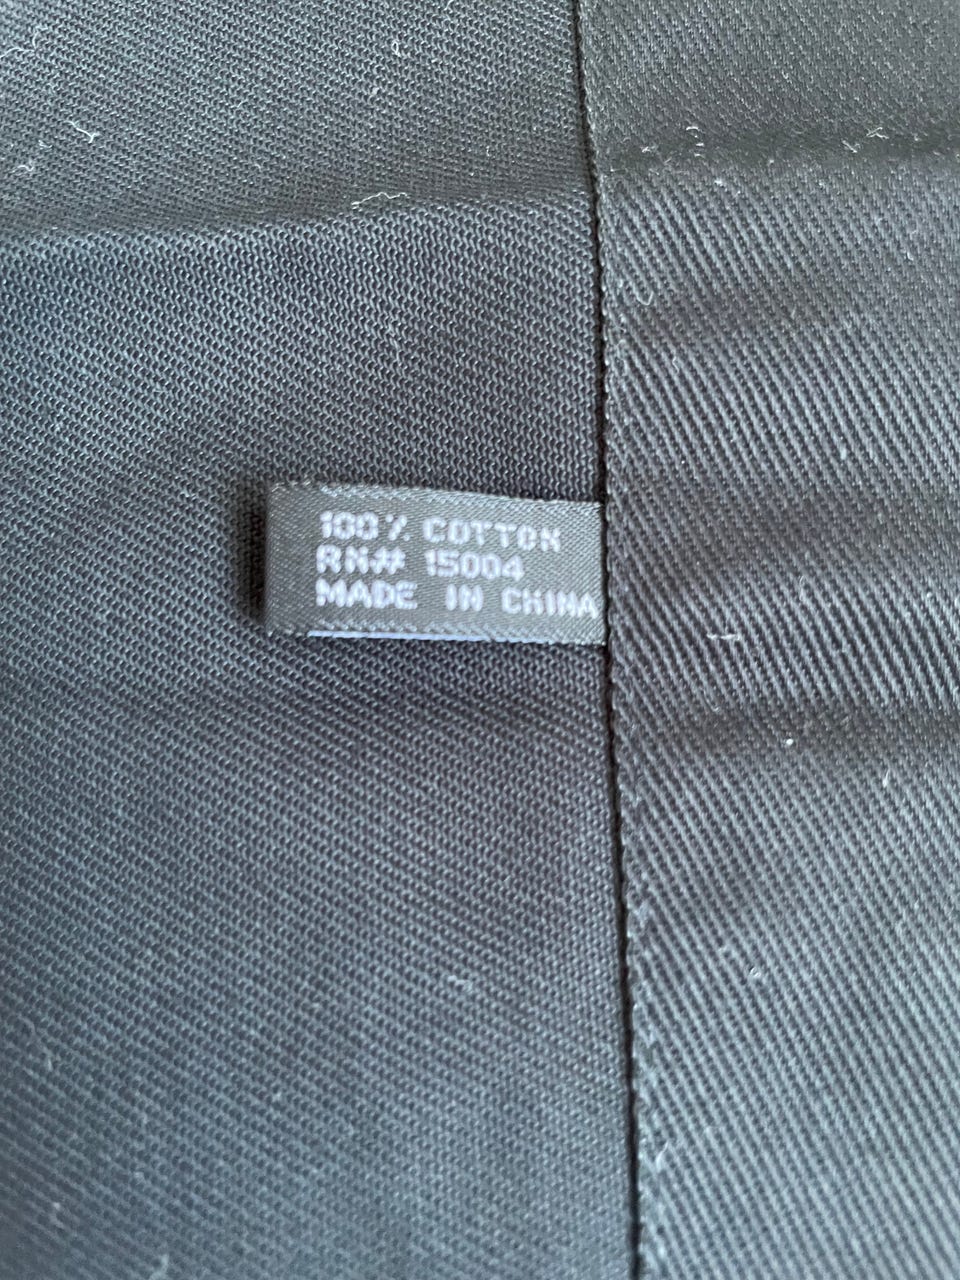 100% COTTON
RN# 15004
MADE IN CHINA